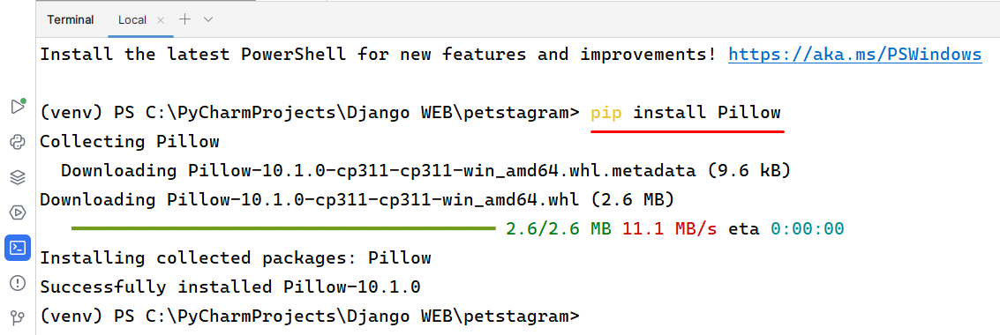 Terminal Local
Install the latest PowerShell for new features and improvements! https://aka.ms/PSWindows
(venv) PS C:\PyCharmProjects\Django WEB\petstagram> pip install Pillow
Collecting Pillow
  Downloading Pillow-10.1.0-cp311-cp311-win_amd64.whl.metadata (9.6 kB)
Downloading Pillow-10.1.0-cp311-cp311-win_amd64.whl (2.6 MB)
2.6/2.6 MB 11.1 MB/s eta 0:00:00
Installing collected packages: Pillow
Successfully installed Pillow-10.1.0
(venv) PS C:\PyCharmProjects\Django WEB\petstagram>